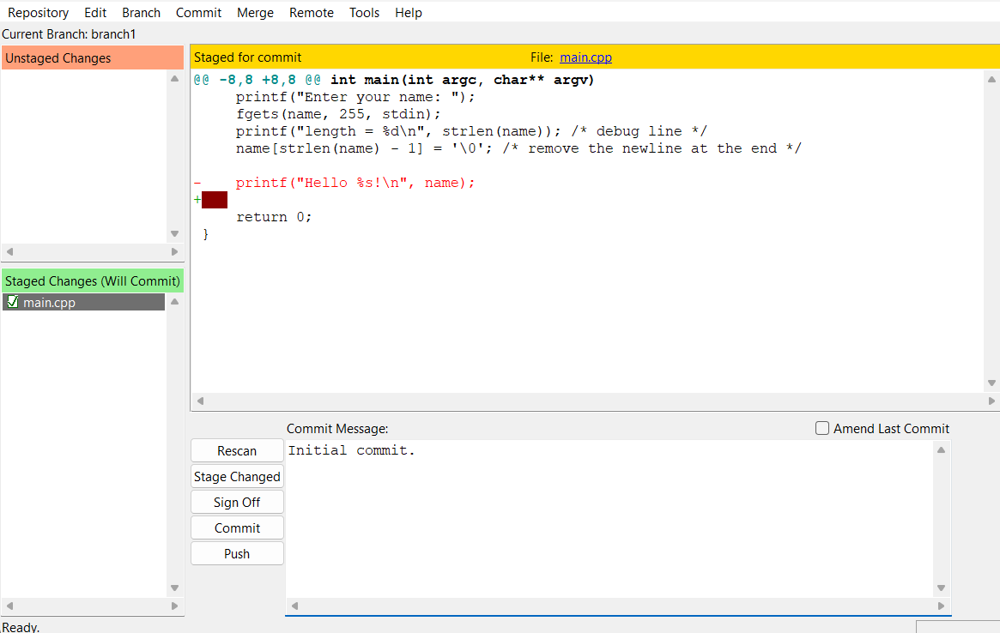 Repository Edit Branch Commit Merge Remote Tools Help
Current Branch: branch1
Unstaged Changes
Staged for commit File: main.cpp
@@ -8,8 +8,8 @@ int main(int argc, char** argv)
     printf("Enter your name: ");
     fgets(name, 255, stdin);
     printf("length = %d\n", strlen(name)); /* debug line */
     name[strlen(name) - 1] = '\0'; /* remove the newline at the end */
-    printf("Hello %s!\n", name);
+
     return 0;
 }
Staged Changes (Will Commit)
main.cpp
Commit Message: Amend Last Commit
Rescan
Stage Changed
Sign Off
Commit
Push
Initial commit.
Ready.